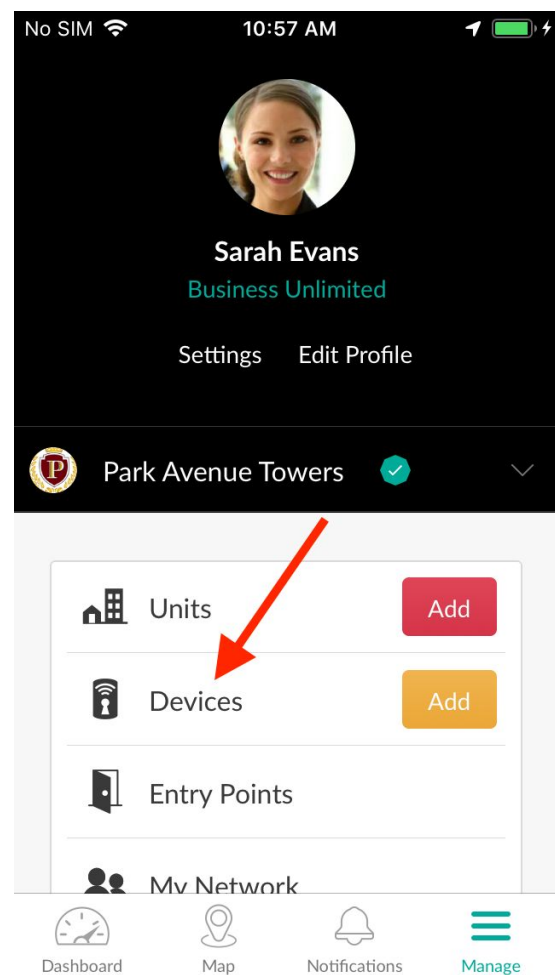 No SIM 10:57 AM
Sarah Evans
Business Unlimited
Settings Edit Profile
P Park Avenue Towers
Units Add
Devices Add
Entry Points
My Network
Dashboard Map Notifications Manage